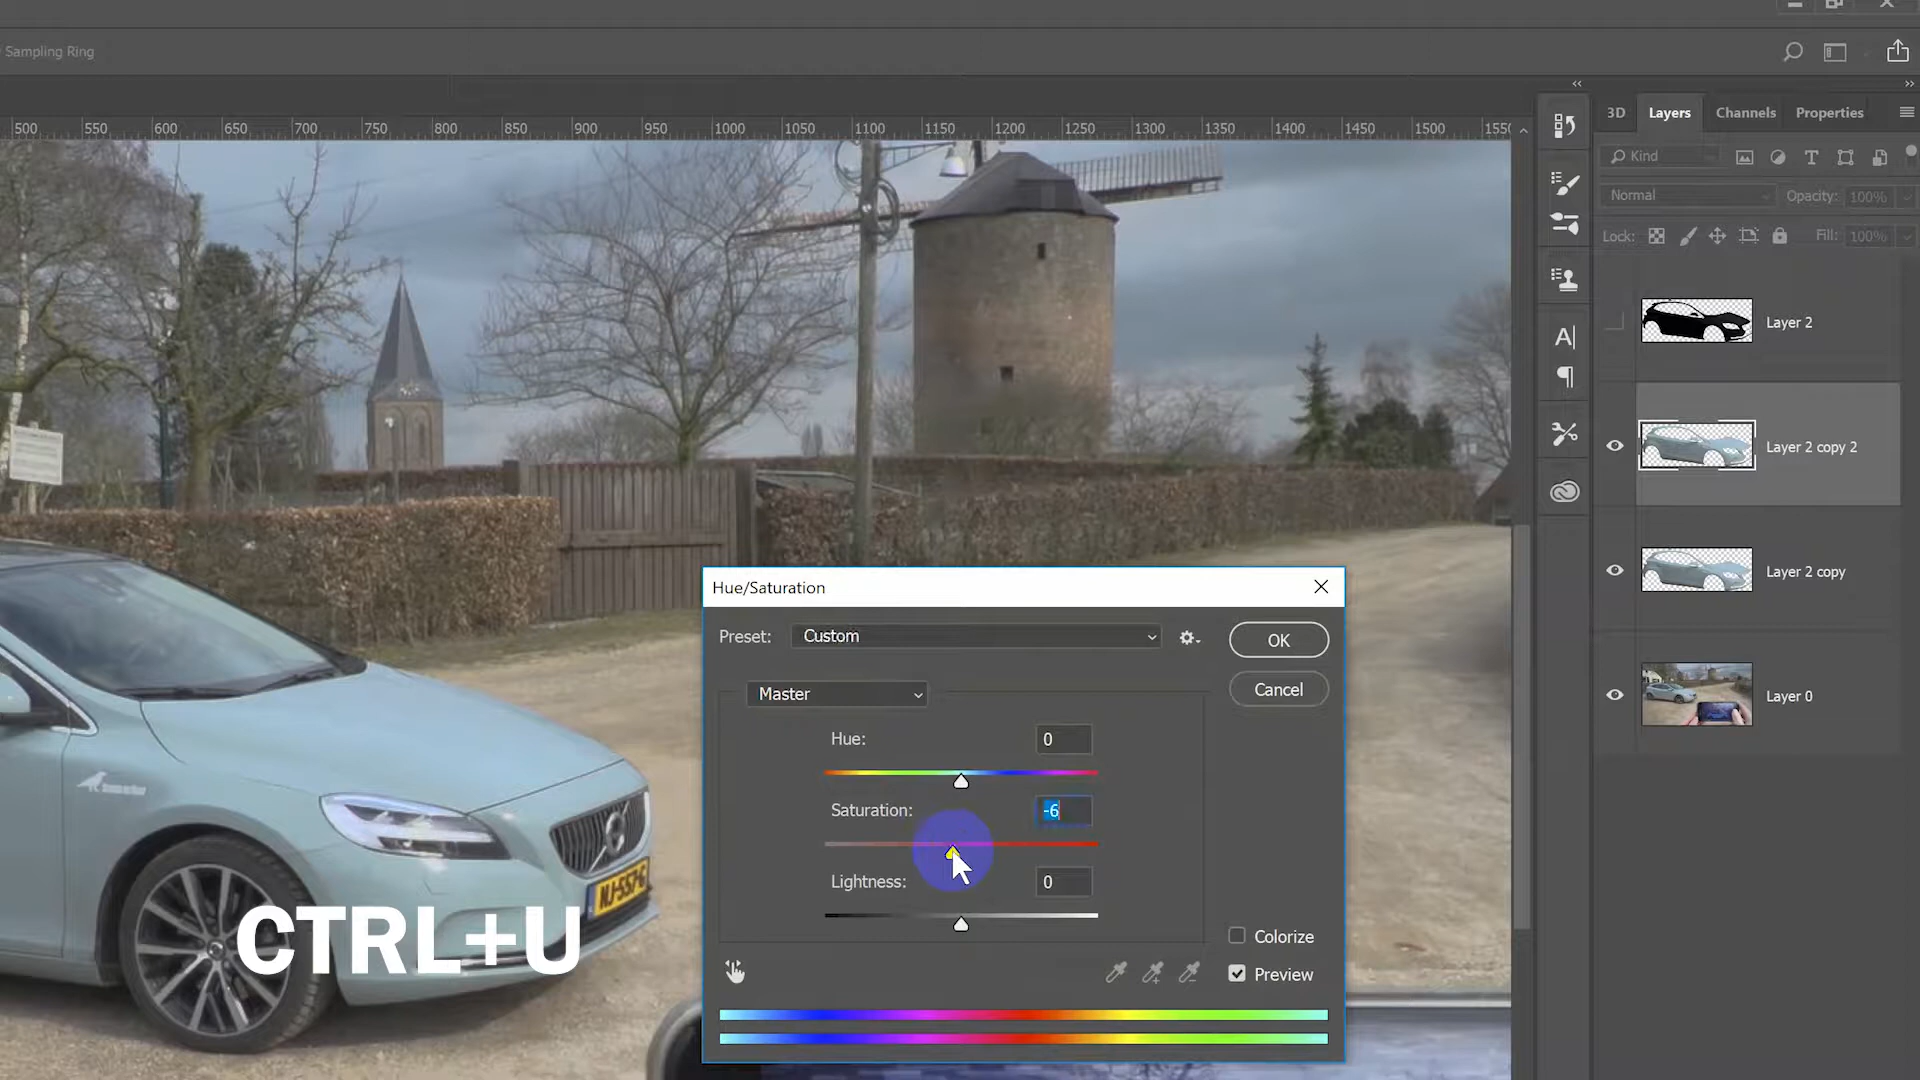 Sampling Ring
500 550 600 650 700 750 800 850 900 950 1000 1050 1100 1150 1200 1250 1300 1350 1400 1450 1500
3D Layers Channels Properties
Kind
Normal Opacity: 100%
Lock: Fill: 100%
Layer 2
Layer 2 copy 2
Layer 2 copy
Layer 0
Hue/Saturation
Preset: Custom
OK
Master
Cancel
Hue: 0
Saturation: -6
Lightness: 0
Colorize
Preview
CTRL+U